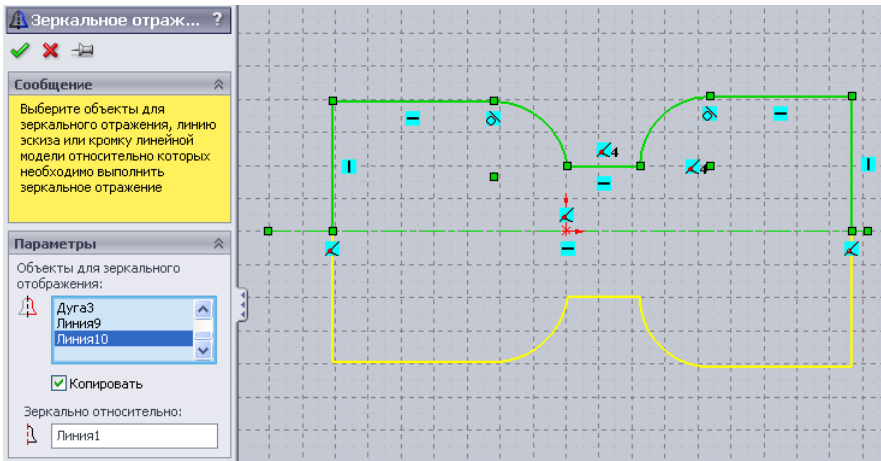 Зеркальное отраж... ?
Сообщение
Выберите объекты для
зеркального отражения, линию
эскиза или кромку линейной
модели относительно которых
необходимо выполнить
зеркальное отражение
Параметры
Объекты для зеркального
отображения:
Дуга3
Линия9
Линия10
Копировать
Зеркально относительно:
Линия1
4
4